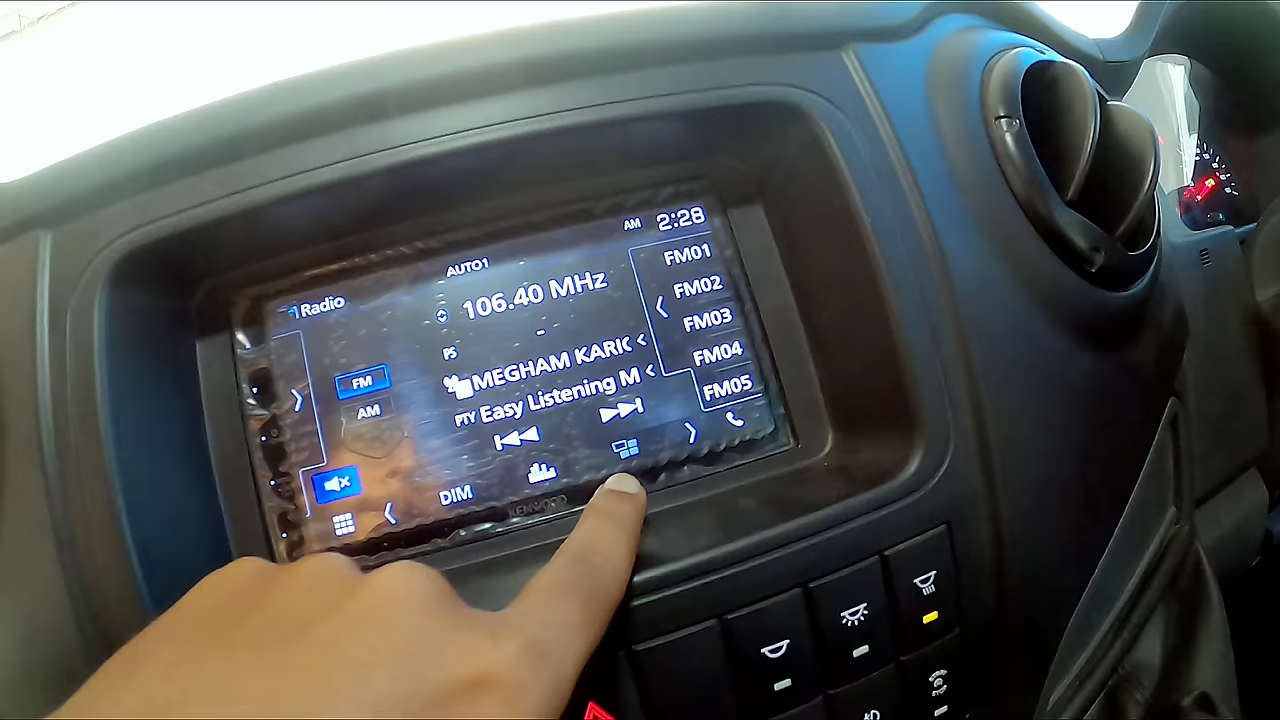 AM 2:28
AUTO1
Radio
106.40 MHz
FM01
FM02
FM03
FM04
FM05
PS
-
MEGHAM KARIC
PTY Easy Listening M
FM
AM
DIM
KENWOOD